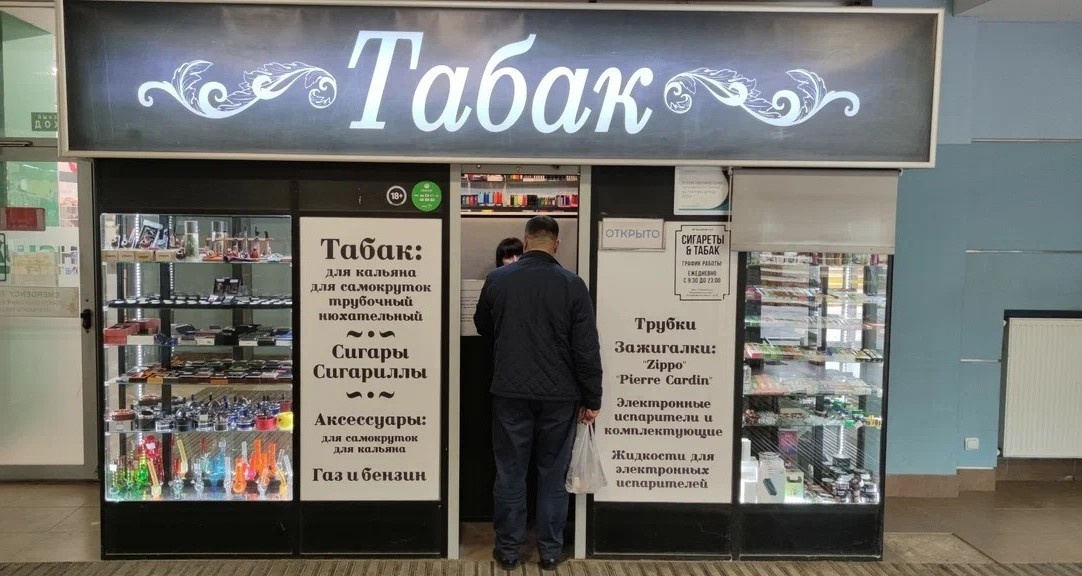 Табак
18+
Табак:
для кальяна
для самокруток
трубочный
нюхательный
Сигары
Сигариллы
Аксессуары:
для самокруток
для кальяна
Газ и бензин
ОТКРЫТО
СИГАРЕТЫ
& ТАБАК
ГРАФИК РАБОТЫ
ЕЖЕДНЕВНО
С 9:30 ДО 23:00
Трубки
Зажигалки:
"Zippo"
"Pierre Cardin"
Электронные
испарители и
комплектующие
Жидкости для
электронных
испарителей
EMERGENCY